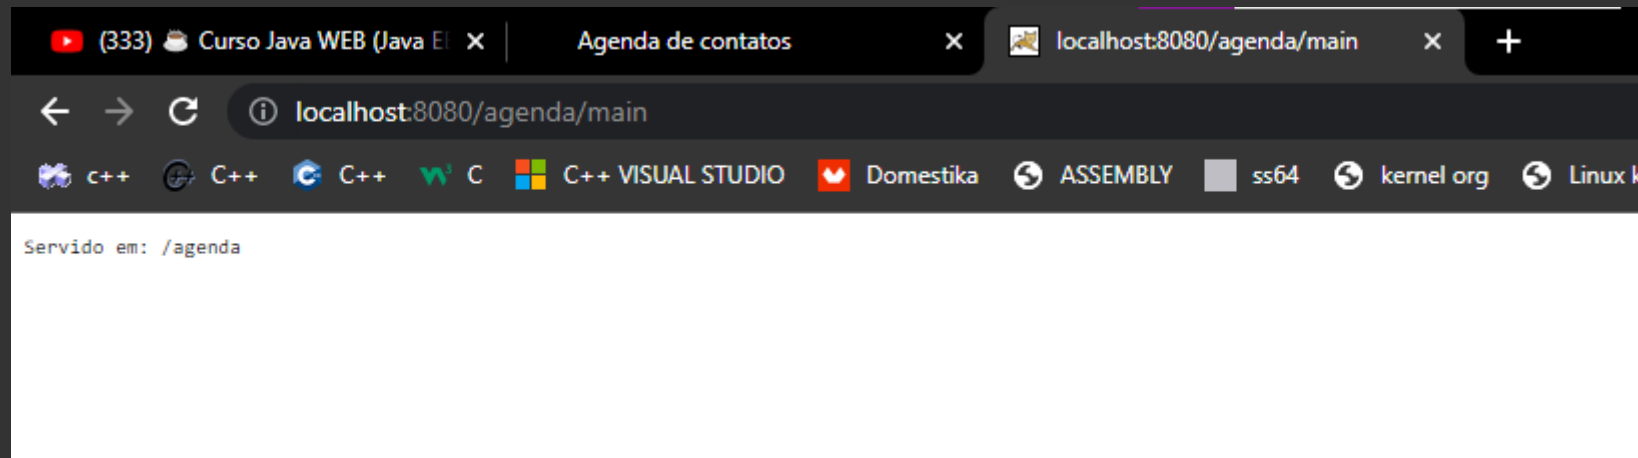 (333) Curso Java WEB (Java EE
Agenda de contatos
localhost:8080/agenda/main
localhost:8080/agenda/main
c++ C++ C++ C C++ VISUAL STUDIO Domestika ASSEMBLY ss64 kernel org Linux k
Servido em: /agenda